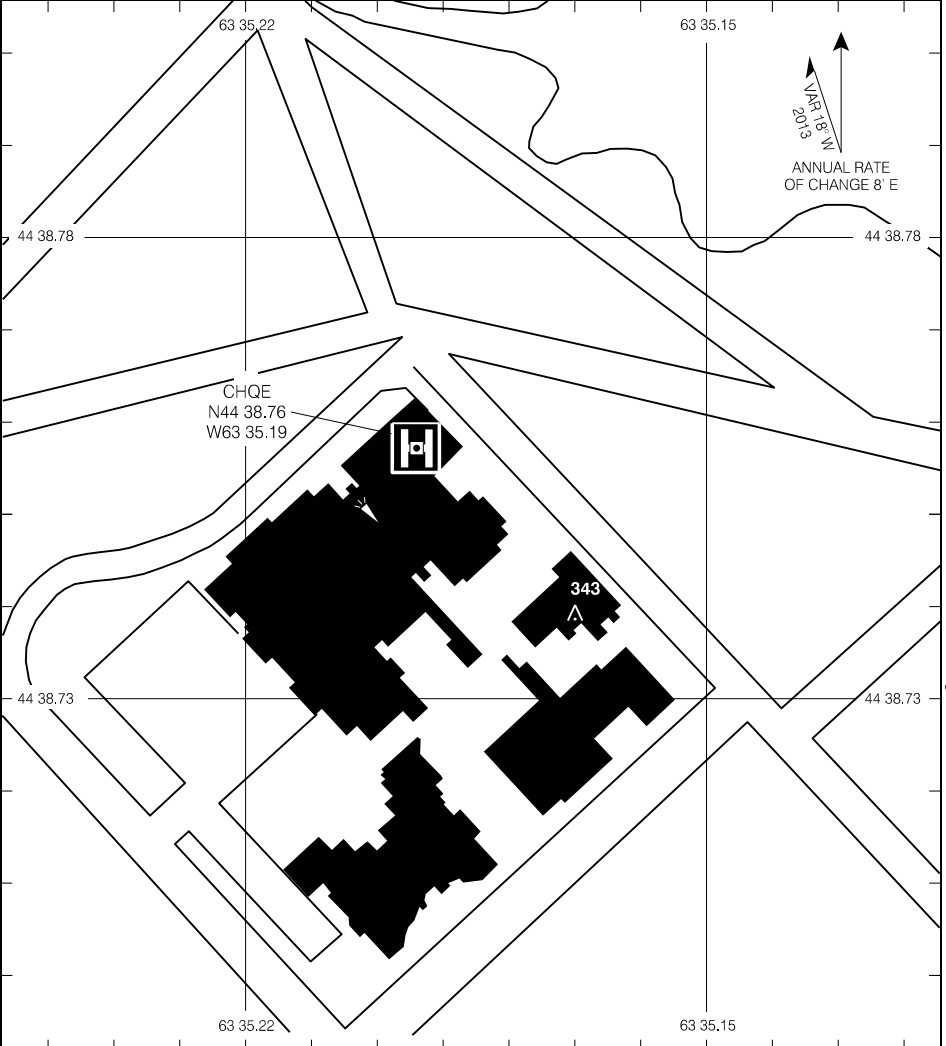 63 35.22
63 35.15
VAR 18° W
2013
ANNUAL RATE
OF CHANGE 8' E
44 38.78
44 38.78
CHQE
N44 38.76
W63 35.19
H
343
44 38.73
44 38.73
63 35.22
63 35.15